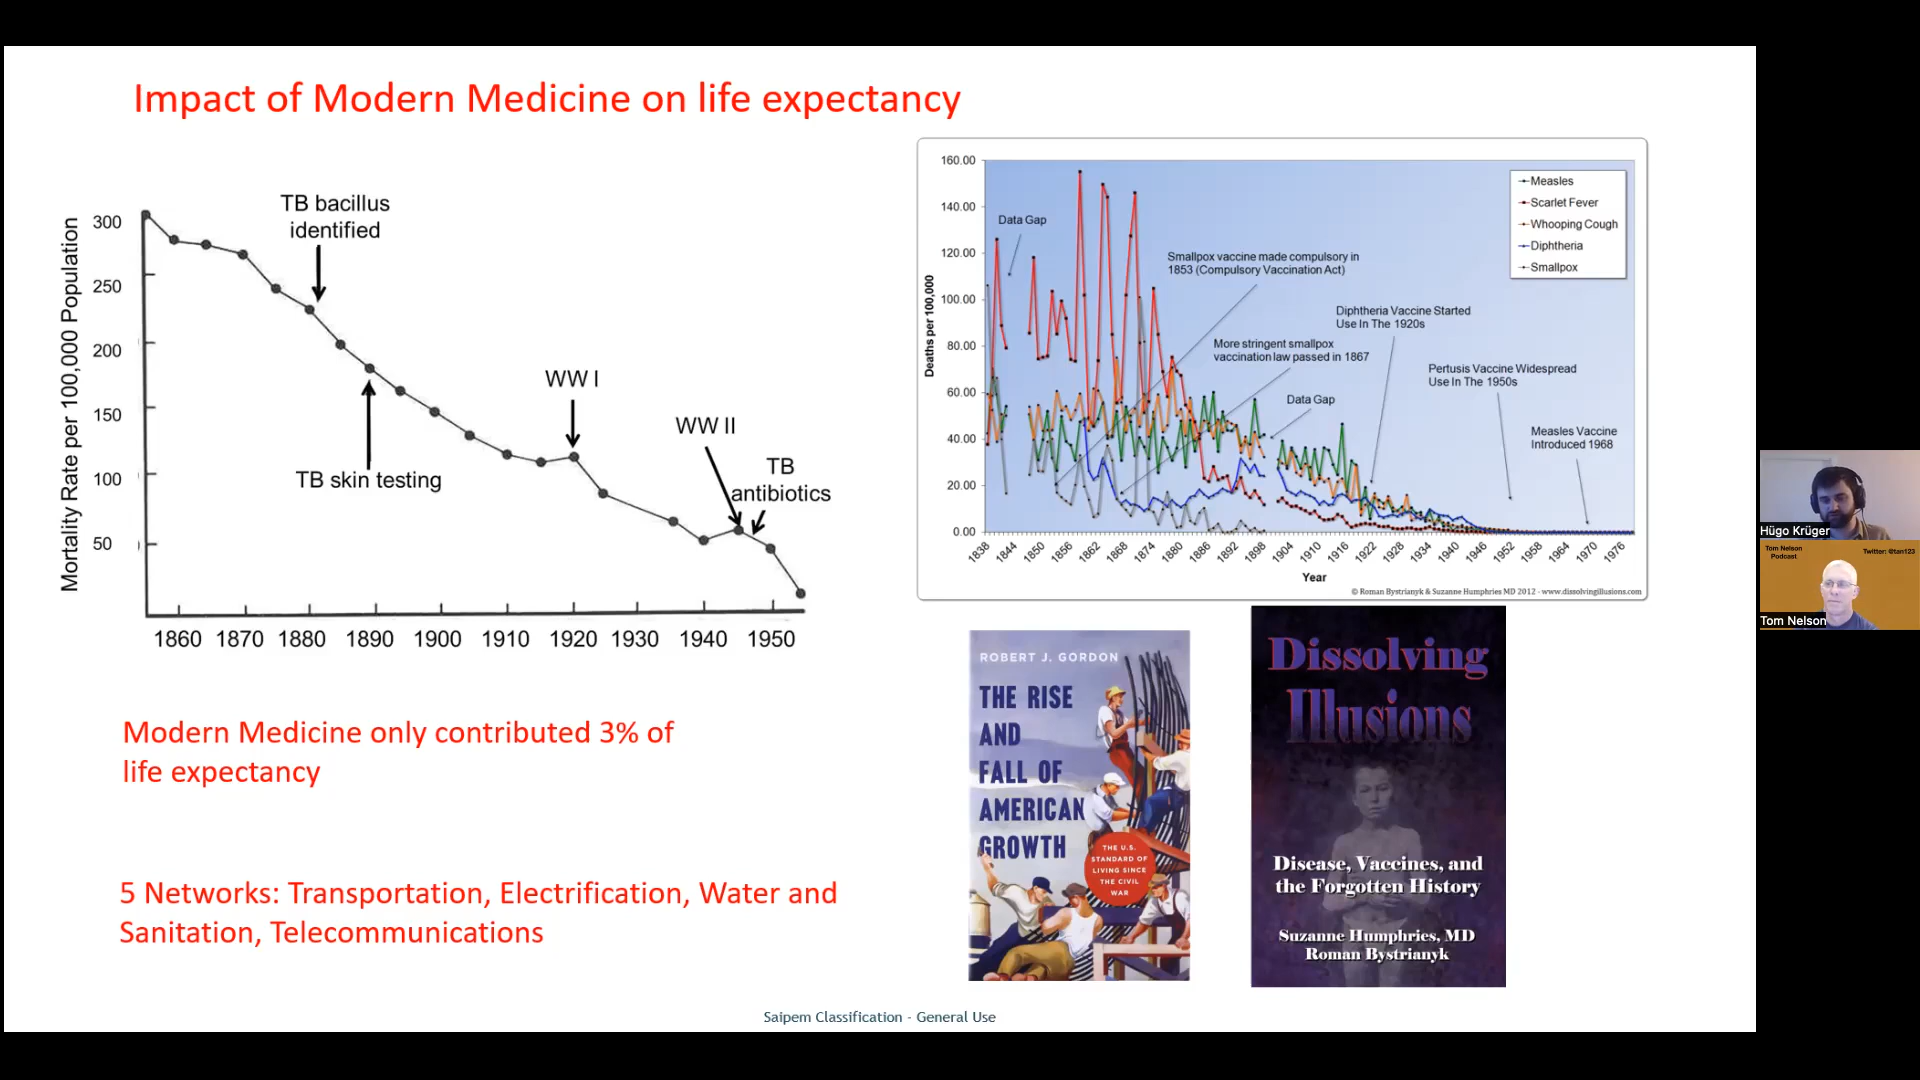 Impact of Modern Medicine on life expectancy
Mortality Rate per 100,000 Population
300
250
200
150
100
50
TB bacillus
identified
TB skin testing
WW I
WW II
TB
antibiotics
1860 1870 1880 1890 1900 1910 1920 1930 1940 1950
Deaths per 100,000
160.00
140.00
120.00
100.00
80.00
60.00
40.00
20.00
0.00
Data Gap
Smallpox vaccine made compulsory in
1853 (Compulsory Vaccination Act)
More stringent smallpox
vaccination law passed in 1867
Data Gap
Diphtheria Vaccine Started
Use In The 1920s
Pertusis Vaccine Widespread
Use In The 1950s
Measles Vaccine
Introduced 1968
Measles
Scarlet Fever
Whooping Cough
Diphtheria
Smallpox
1838 1844 1850 1856 1862 1868 1874 1880 1886 1892 1898 1904 1910 1916 1922 1928 1934 1940 1946 1952 1958 1964 1970 1976
Year
© Roman Bystrianyk & Suzanne Humphries MD 2012 - www.dissolvingillusions.com
Modern Medicine only contributed 3% of
life expectancy
5 Networks: Transportation, Electrification, Water and
Sanitation, Telecommunications
ROBERT J. GORDON
THE RISE
AND
FALL OF
AMERICAN
GROWTH
THE U.S.
STANDARD OF
LIVING SINCE
THE CIVIL
WAR
Dissolving
Illusions
Disease, Vaccines, and
the Forgotten History
Suzanne Humphries, MD
Roman Bystrianyk
Saipem Classification - General Use
Hügo Krüger
Tom Nelson
Podcast
Twitter: @tan123
Tom Nelson